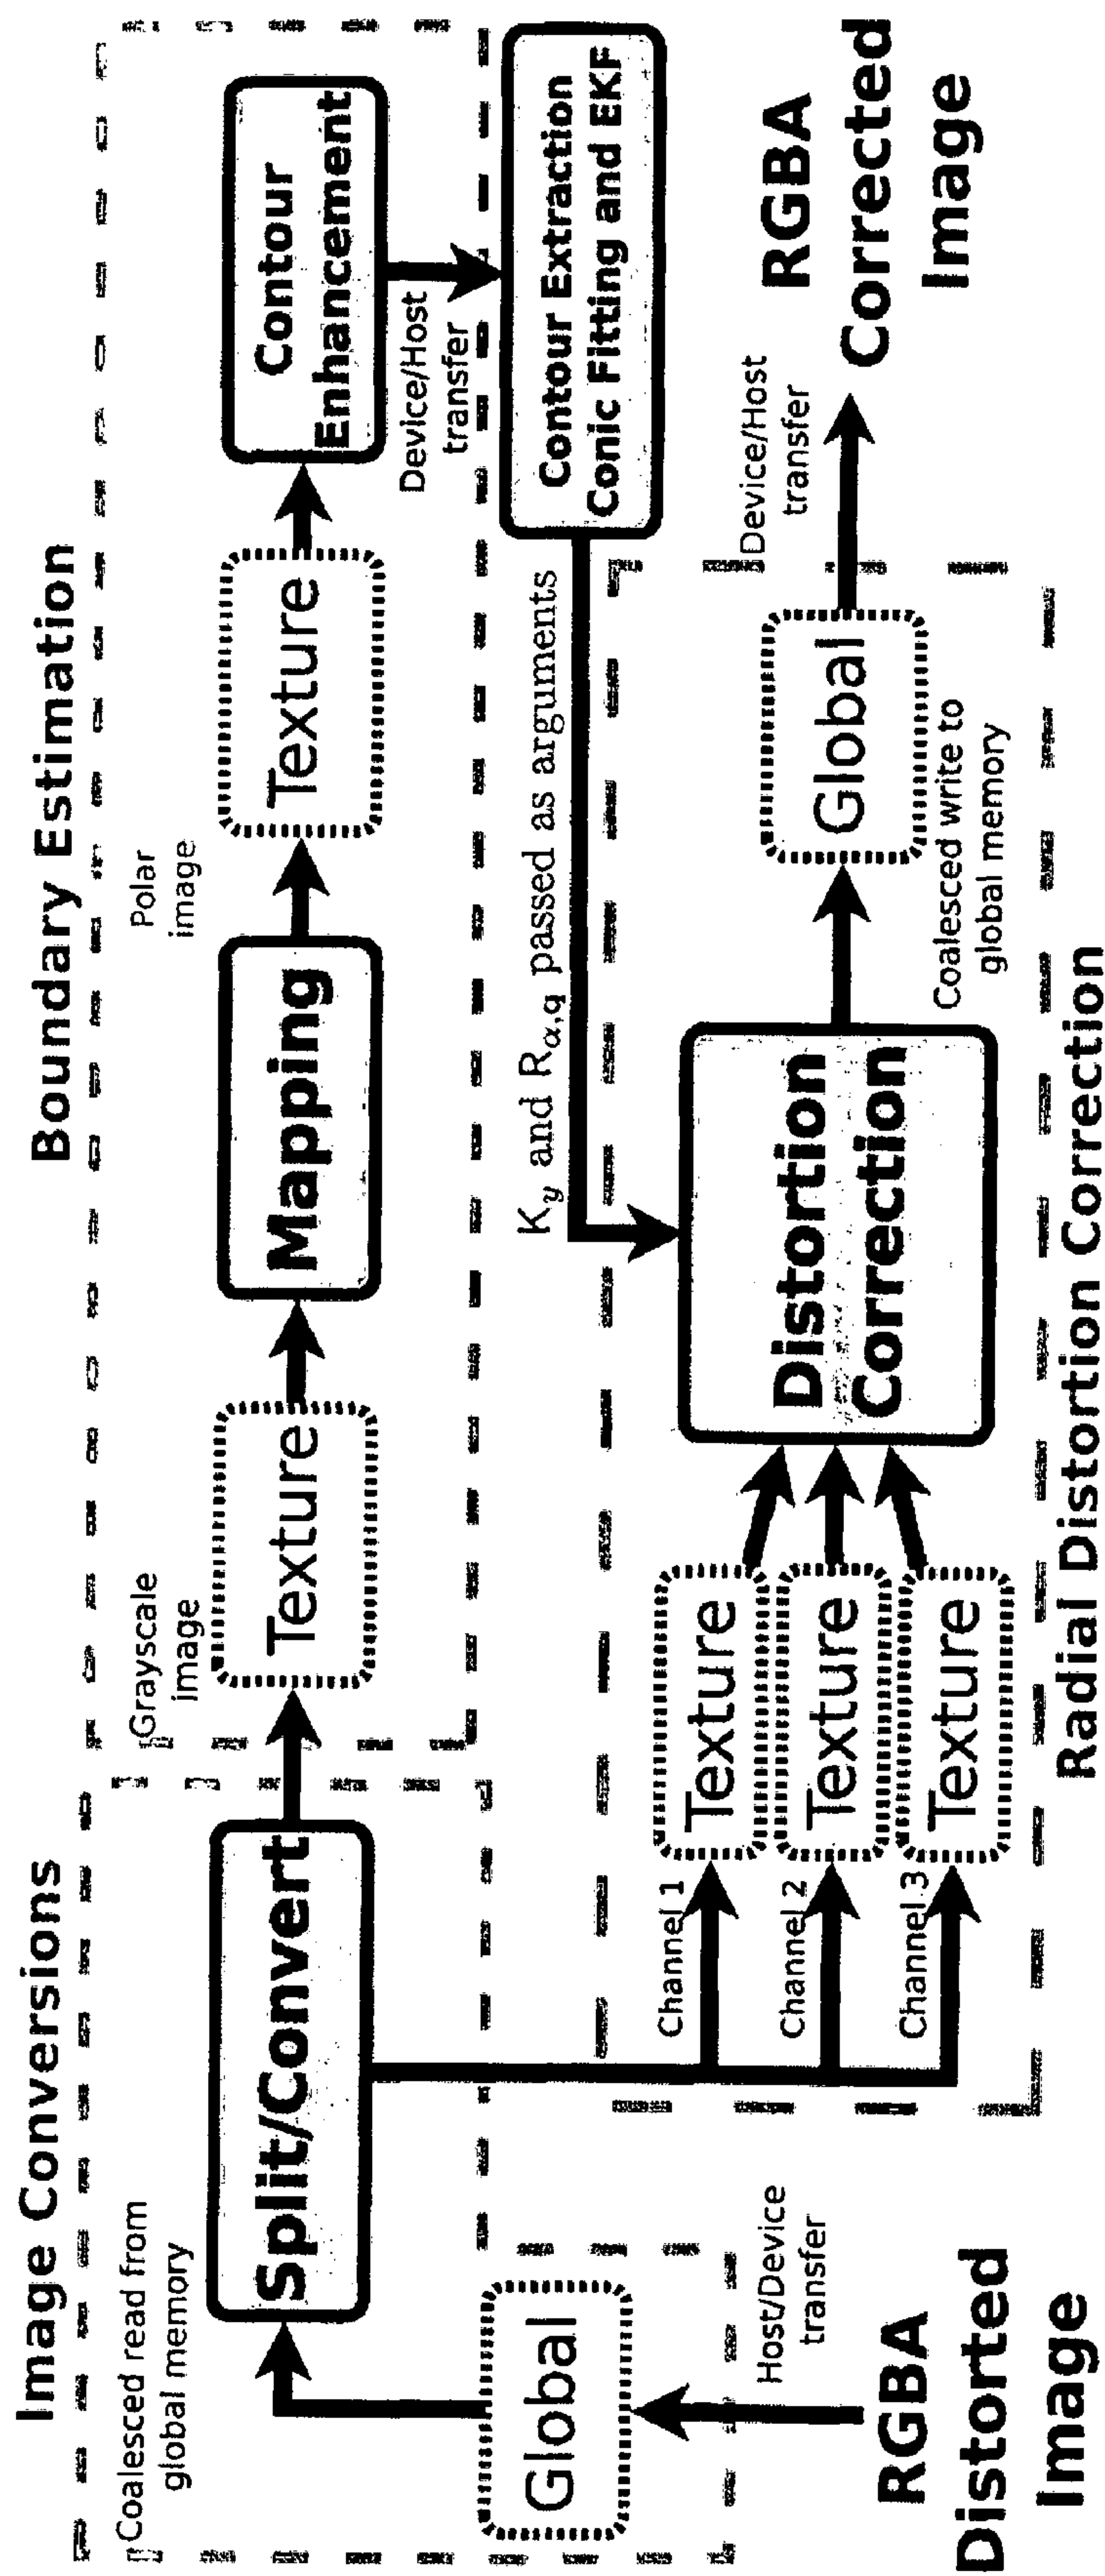 Image Conversions
Coalesced read from
global memory
Split/Convert
Global
Host/Device
transfer
RGBA
Distorted
Image
Boundary Estimation
Grayscale
image
Texture
Mapping
Polar
image
Texture
Contour
Enhancement
Device/Host
transfer
Contour Extraction
Conic Fitting and EKF
K_y and R_α,q passed as arguments
Channel 1
Texture
Channel 2
Texture
Channel 3
Texture
Distortion
Correction
Global
Coalesced write to
global memory
Device/Host
transfer
RGBA
Corrected
Image
Radial Distortion Correction